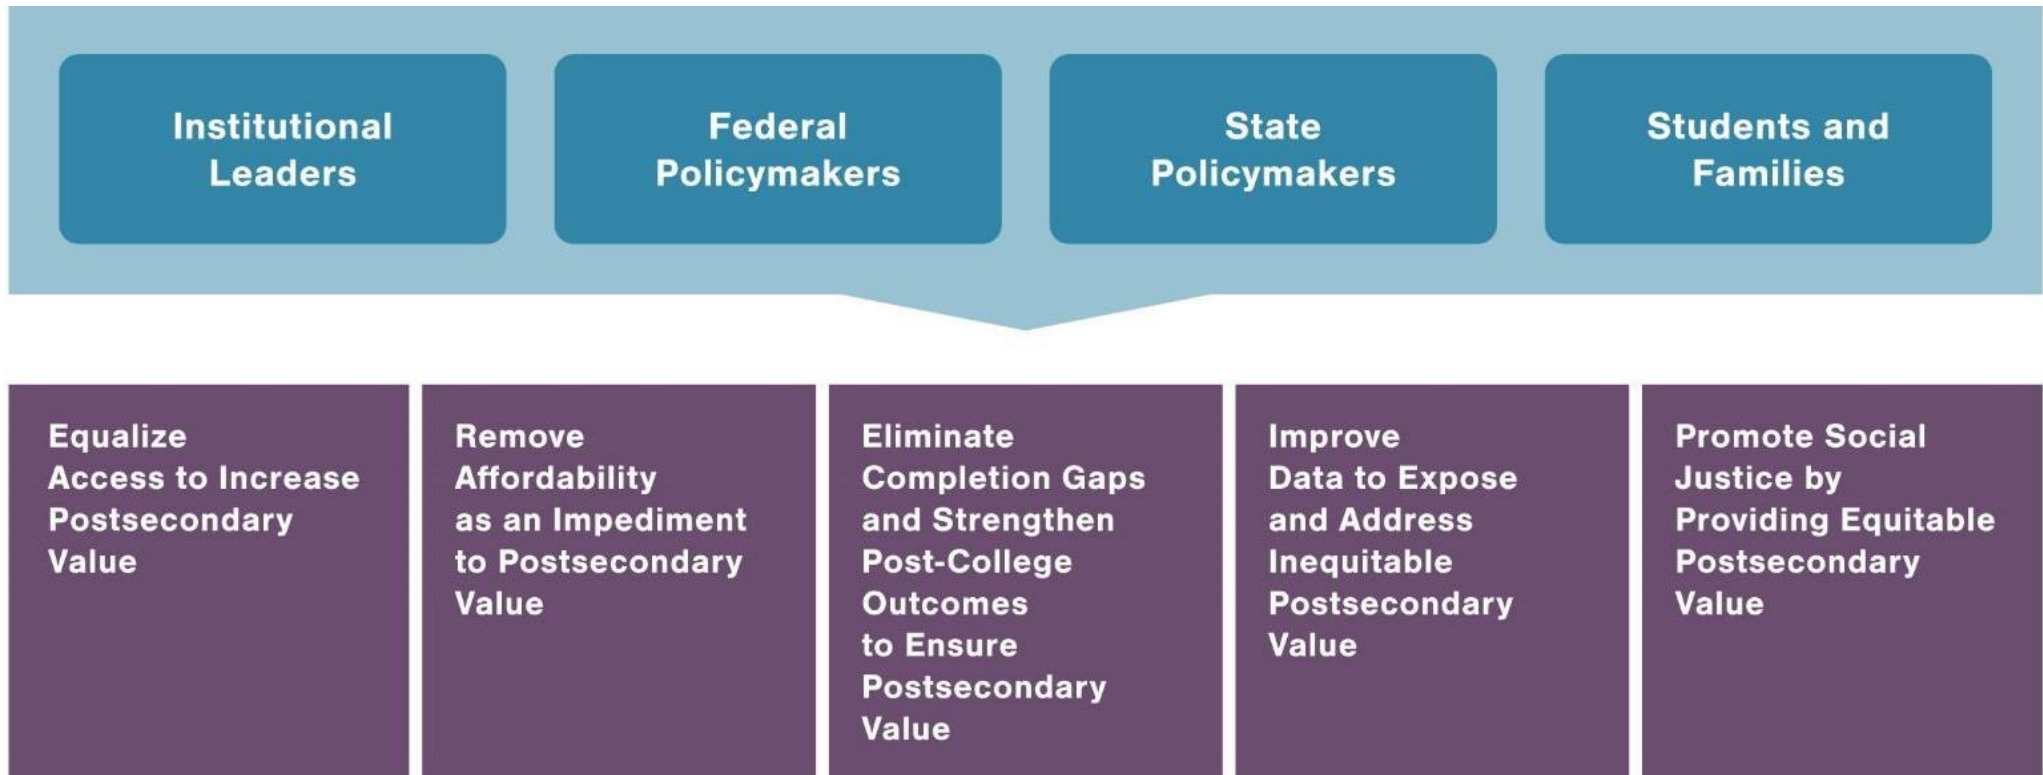 Institutional
Leaders
Federal
Policymakers
State
Policymakers
Students and
Families
Equalize
Access to Increase
Postsecondary
Value
Remove
Affordability
as an Impediment
to Postsecondary
Value
Eliminate
Completion Gaps
and Strengthen
Post-College
Outcomes
to Ensure
Postsecondary
Value
Improve
Data to Expose
and Address
Inequitable
Postsecondary
Value
Promote Social
Justice by
Providing Equitable
Postsecondary
Value